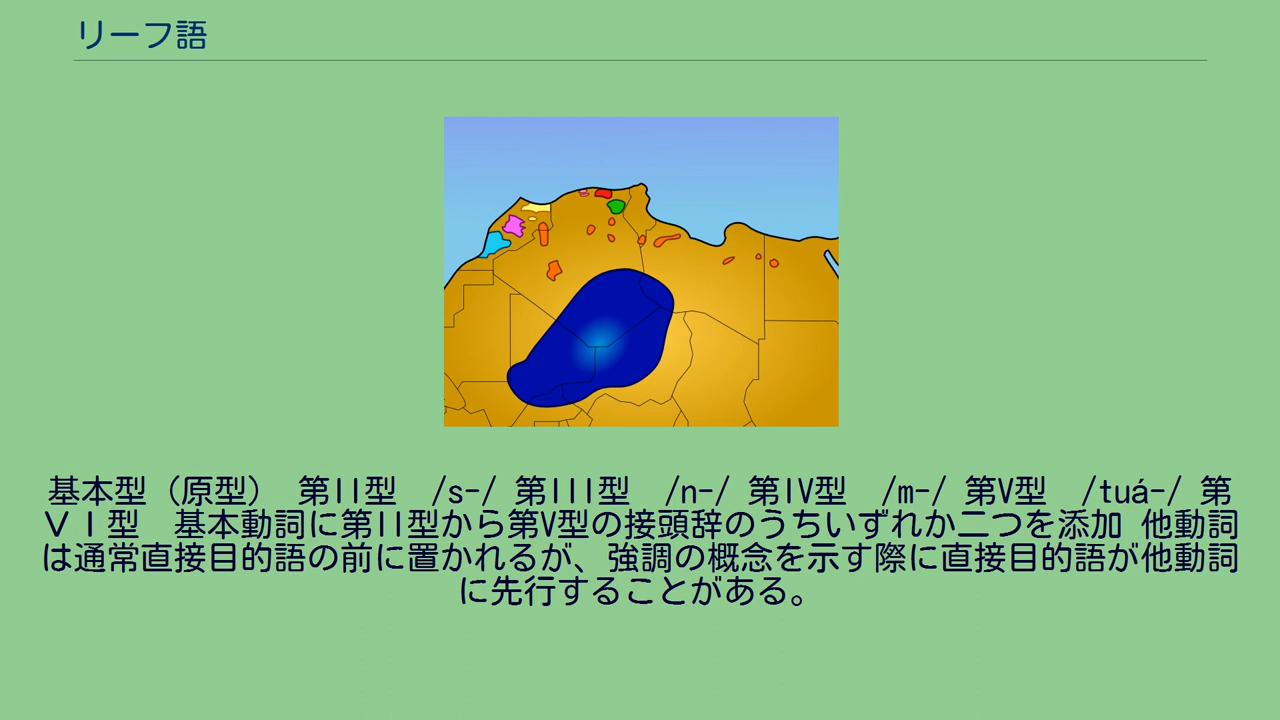 リーフ語
基本型（原型）　第II型　/s-/ 第III型　/n-/ 第IV型　/m-/ 第V型　/tuá-/ 第
ＶＩ型　基本動詞に第II型から第V型の接頭辞のうちいずれか二つを添加 他動詞
は通常直接目的語の前に置かれるが、強調の概念を示す際に直接目的語が他動詞
に先行することがある。